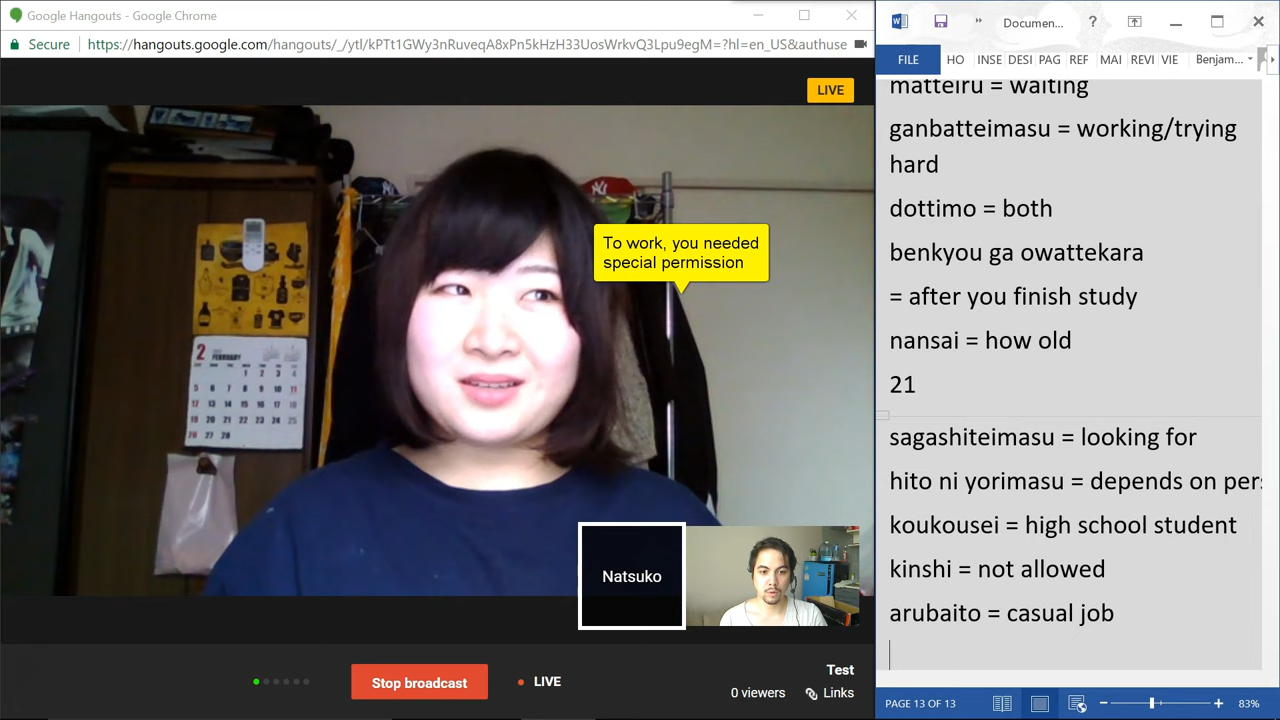 Google Hangouts - Google Chrome
Secure
https://hangouts.google.com/hangouts/_/ytl/kPTt1GWy3nRuveqA8xPn5kHzH33UesWrkvQ3Lpu9egM=?hl=en_US&authuse
LIVE
To work, you needed
special permission
2 FEBRUARY
Natsuko
Stop broadcast
LIVE
Test
0 viewers
Links
Documen...
?
FILE HO INSE DESI PAG REF MAI REVI VIE Benjam...
matteiru = waiting
ganbatteimasu = working/trying
hard
dottimo = both
benkyou ga owattekara
= after you finish study
nansai = how old
21
sagashiteimasu = looking for
hito ni yorimasu = depends on pers
koukousei = high school student
kinshi = not allowed
arubaito = casual job
PAGE 13 OF 13
83%